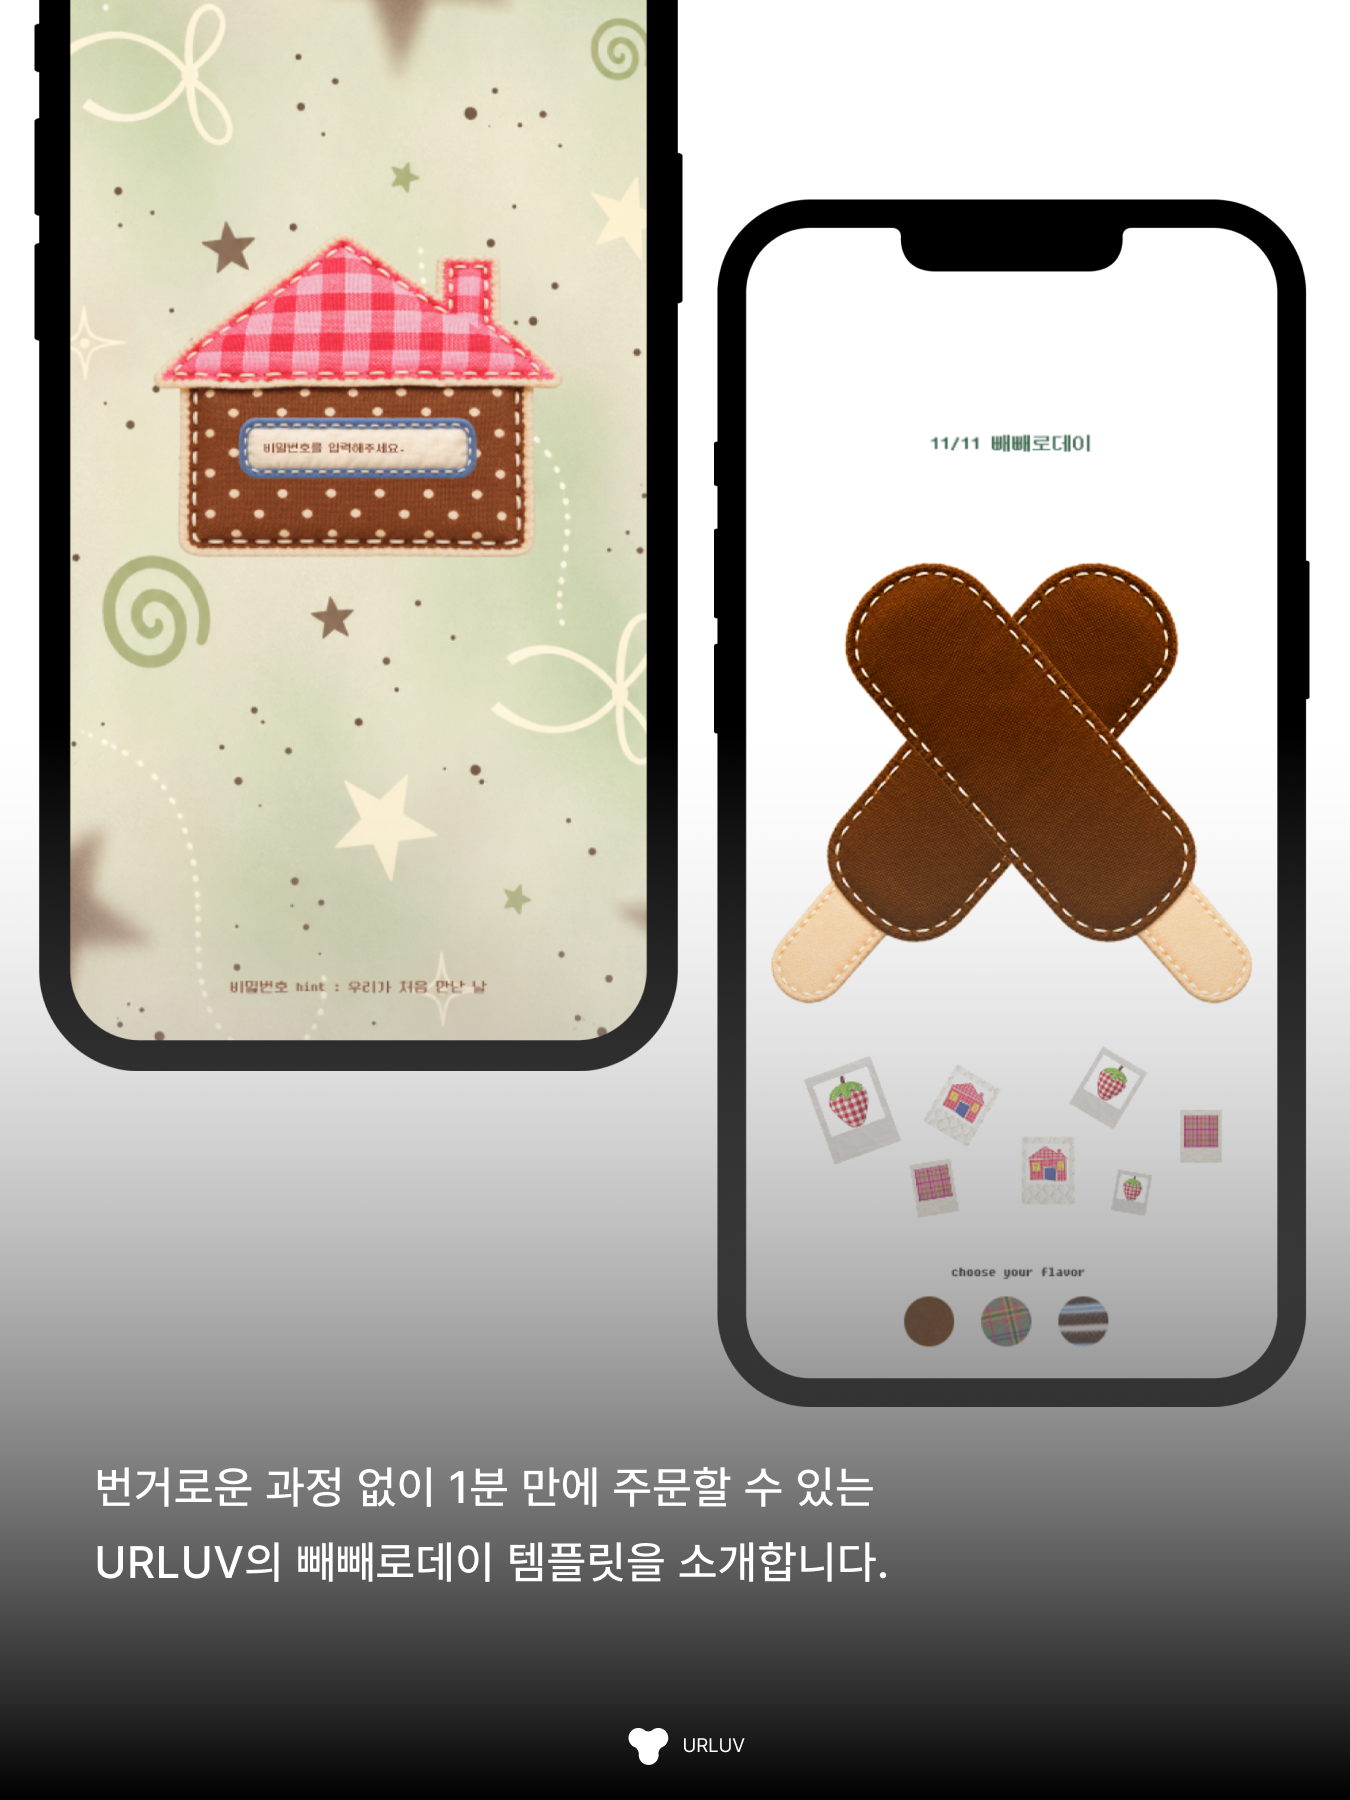 비밀번호를 입력해주세요.
비밀번호 hint : 우리가 처음 만난 날
11/11 빼빼로데이
choose your flavor
번거로운 과정 없이 1분 만에 주문할 수 있는
URLUV의 빼빼로데이 템플릿을 소개합니다.
URLUV